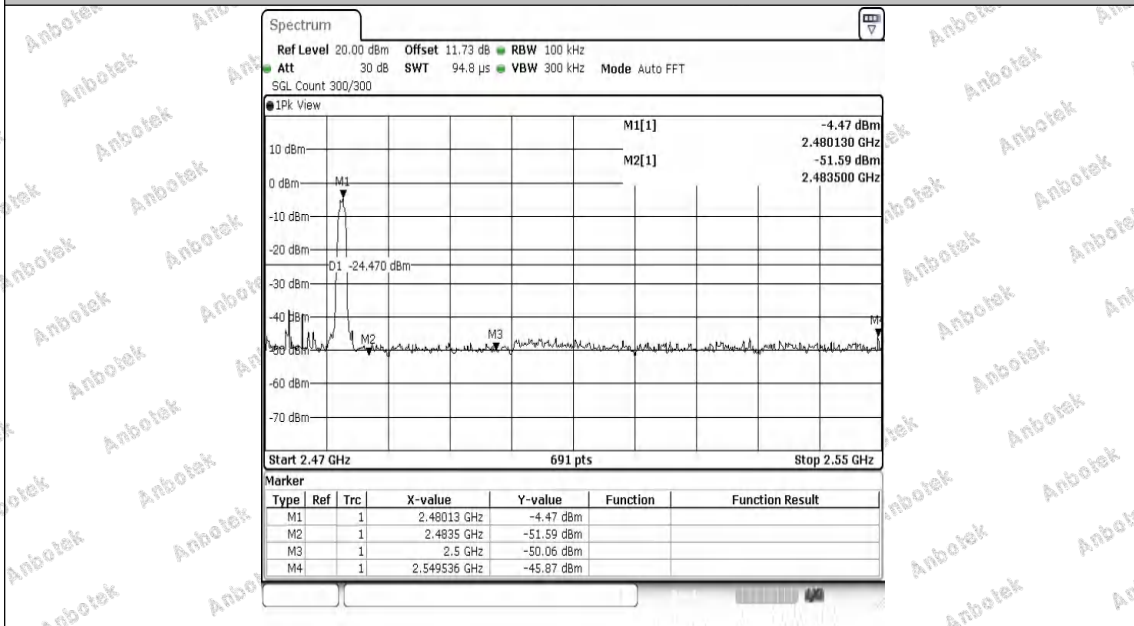 Spectrum
Ref Level 20.00 dBm Offset 11.73 dB RBW 100 kHz
Att 30 dB SWT 94.8 µs VBW 300 kHz Mode Auto FFT
SGL Count 300/300
1Pk View
M1[1] -4.47 dBm
2.480130 GHz
M2[1] -51.59 dBm
2.483500 GHz
10 dBm
0 dBm
M1
-10 dBm
-20 dBm
D1 -24.470 dBm
-30 dBm
-40 dBm
M2
M3
M4
-50 dBm
-60 dBm
-70 dBm
Start 2.47 GHz 691 pts Stop 2.55 GHz
Marker
Type Ref Trc X-value Y-value Function Function Result
M1 1 2.48013 GHz -4.47 dBm
M2 1 2.4835 GHz -51.59 dBm
M3 1 2.5 GHz -50.06 dBm
M4 1 2.549536 GHz -45.87 dBm
Anbotek